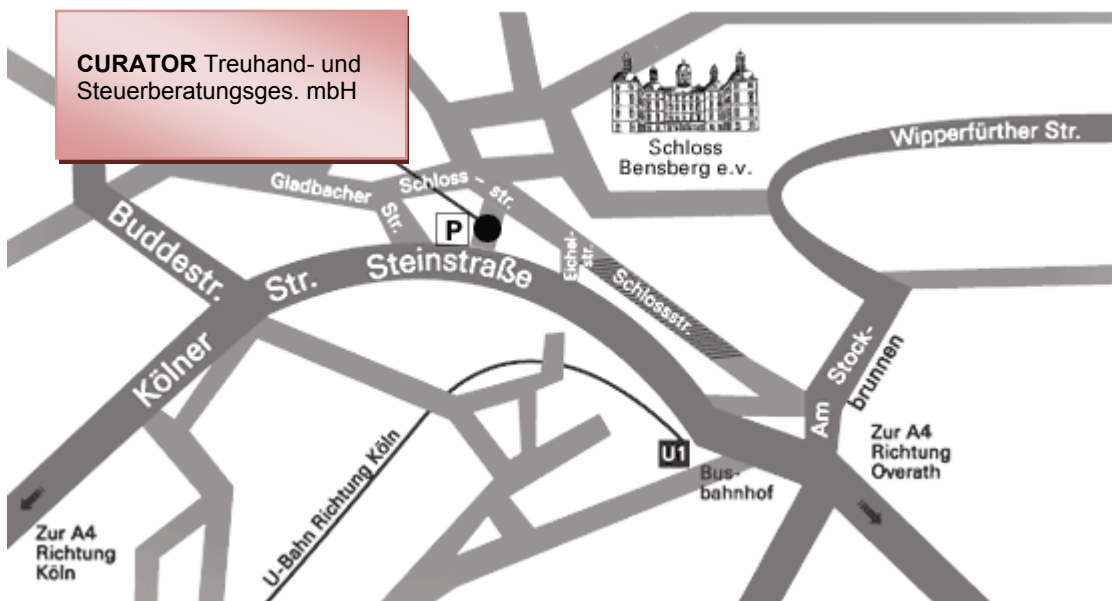 CURATOR Treuhand- und
Steuerberatungsges. mbH
Schloss
Bensberg e.v.
Wipperfürther Str.
Gladbacher
Str.
Schloss - str.
P
Buddestr.
Kölner
Str.
Steinstraße
Eichel-
str.
Schlossstr.
Am Stock-
brunnen
U1
Bus-
bahnhof
Zur A4
Richtung
Overath
U-Bahn Richtung Köln
Zur A4
Richtung
Köln